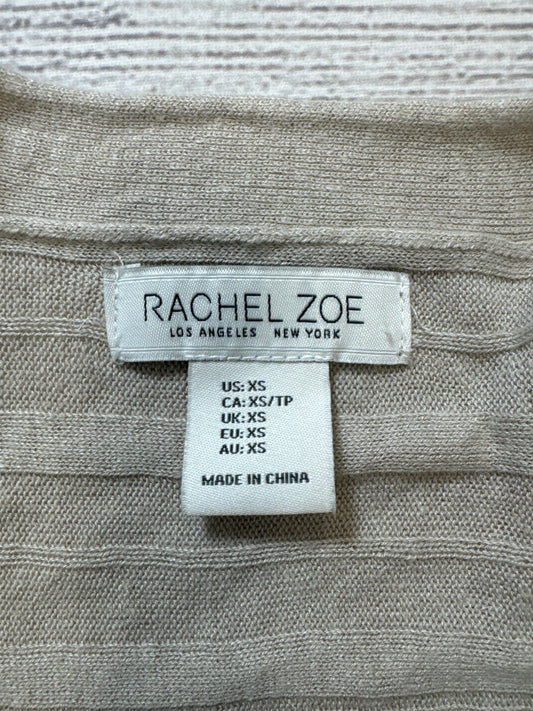 RACHEL ZOE
LOS ANGELES NEW YORK
US: XS
CA: XS/TP
UK: XS
EU: XS
AU: XS
MADE IN CHINA